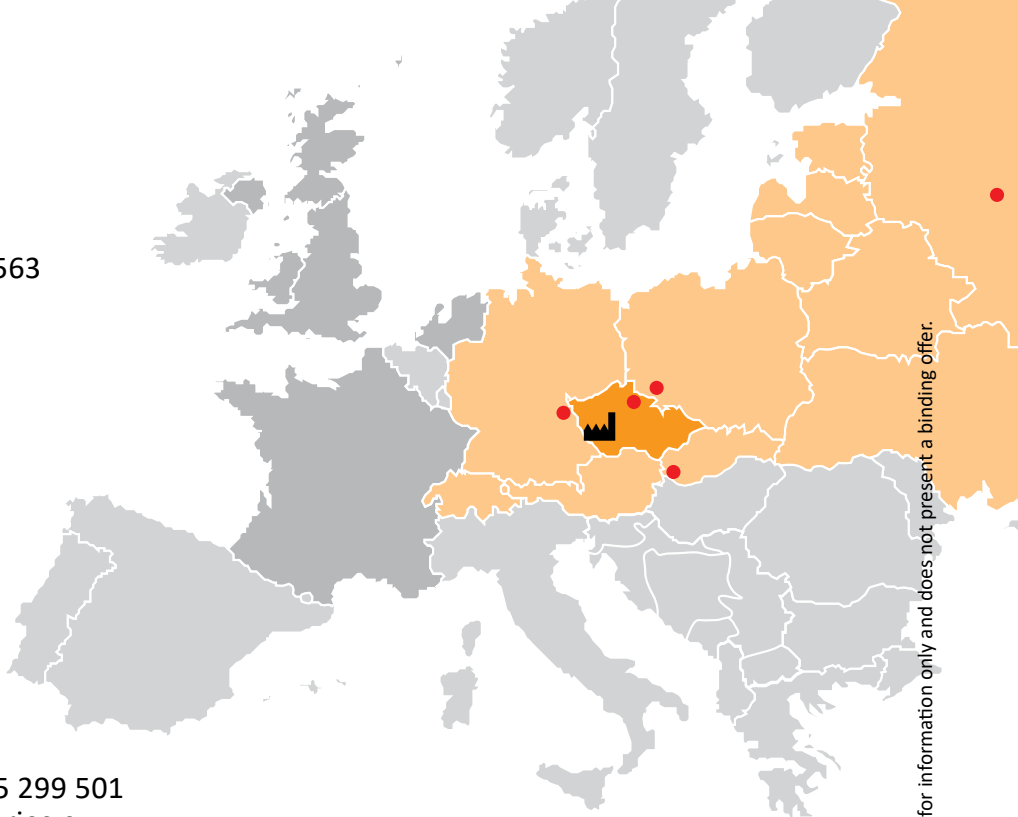 563
5 299 501
for information only and does not present a binding offer.